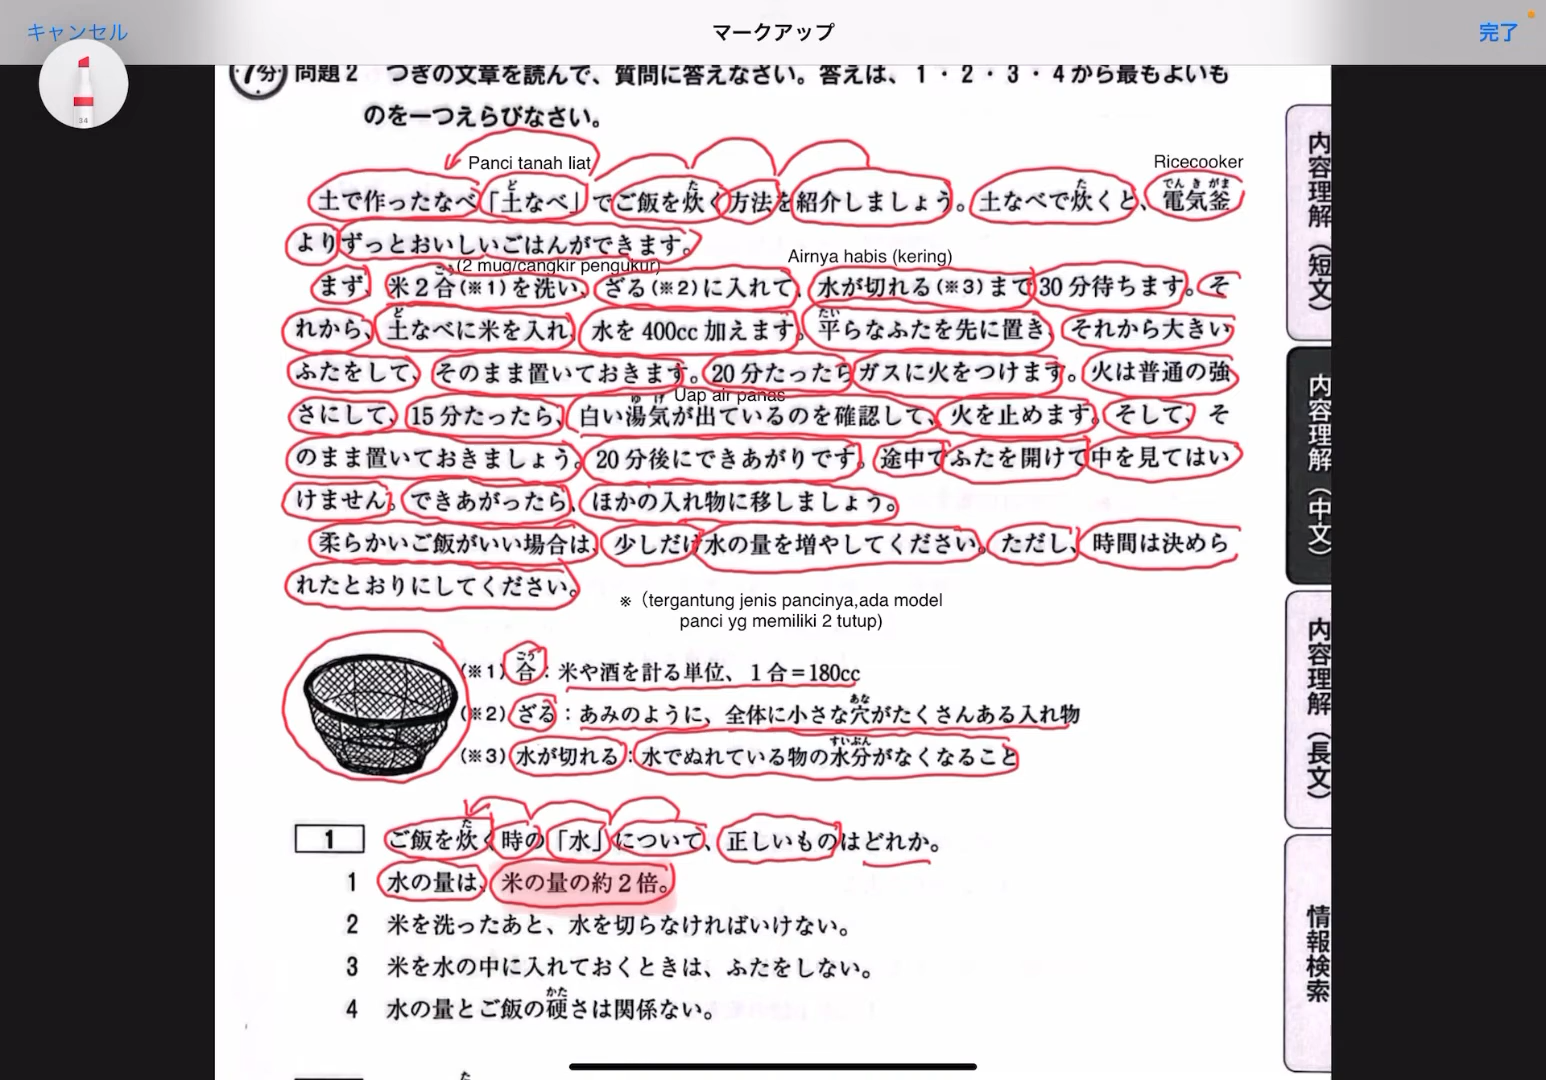 キャンセル
マークアップ
完了
34
7分 問題2 つぎの文章を読んで、質問に答えなさい。答えは、1・2・3・4から最もよいも
のを一つえらびなさい。
Panci tanah liat
Ricecooker
土で作ったなべ「土なべ」でご飯を炊く方法を紹介しましょう。土なべで炊くと、電気釜
よりずっとおいしいごはんができます。
(2 mug/cangkir pengukur)
Airnya habis (kering)
まず、米2合(※1)を洗い、ざる(※2)に入れて、水が切れる(※3)まで30分待ちます。そ
れから、土なべに米を入れ、水を400cc加えます。平らなふたを先に置き、それから大きい
ふたをして、そのまま置いておきます。20分たったらガスに火をつけます。火は普通の強
Uap air panas
さにして、15分たったら、白い湯気が出ているのを確認して、火を止めます。そして、そ
のまま置いておきましょう。20分後にできあがりです。途中でふたを開けて中を見てはい
けません。できあがったら、ほかの入れ物に移しましょう。
柔らかいご飯がいい場合は、少しだけ水の量を増やしてください。ただし、時間は決めら
れたとおりにしてください。
※(tergantung jenis pancinya,ada model
panci yg memiliki 2 tutup)
(※1)合:米や酒を計る単位、1合=180cc
(※2)ざる:あみのように、全体に小さな穴がたくさんある入れ物
(※3)水が切れる:水でぬれている物の水分がなくなること
1 ご飯を炊く時の「水」について、正しいものはどれか。
1 水の量は、米の量の約2倍。
2 米を洗ったあと、水を切らなければいけない。
3 米を水の中に入れておくときは、ふたをしない。
4 水の量とご飯の硬さは関係ない。
内容理解(短文)
内容理解(中文)
内容理解(長文)
情報検索